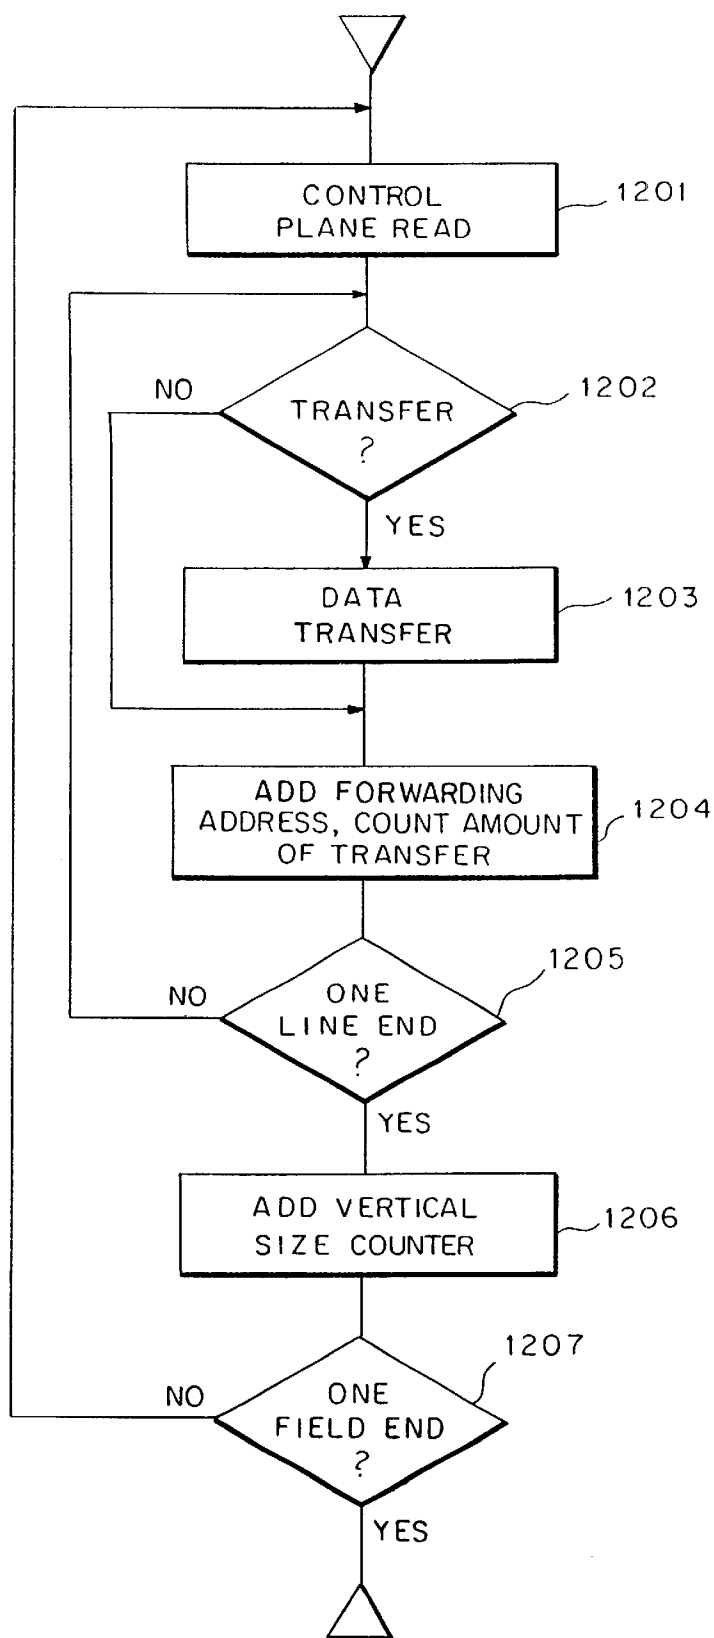 CONTROL
PLANE READ
1201
NO
TRANSFER
?
1202
YES
DATA
TRANSFER
1203
ADD FORWARDING
ADDRESS, COUNT AMOUNT
OF TRANSFER
1204
NO
ONE
LINE END
?
1205
YES
ADD VERTICAL
SIZE COUNTER
1206
NO
ONE
FIELD END
?
1207
YES